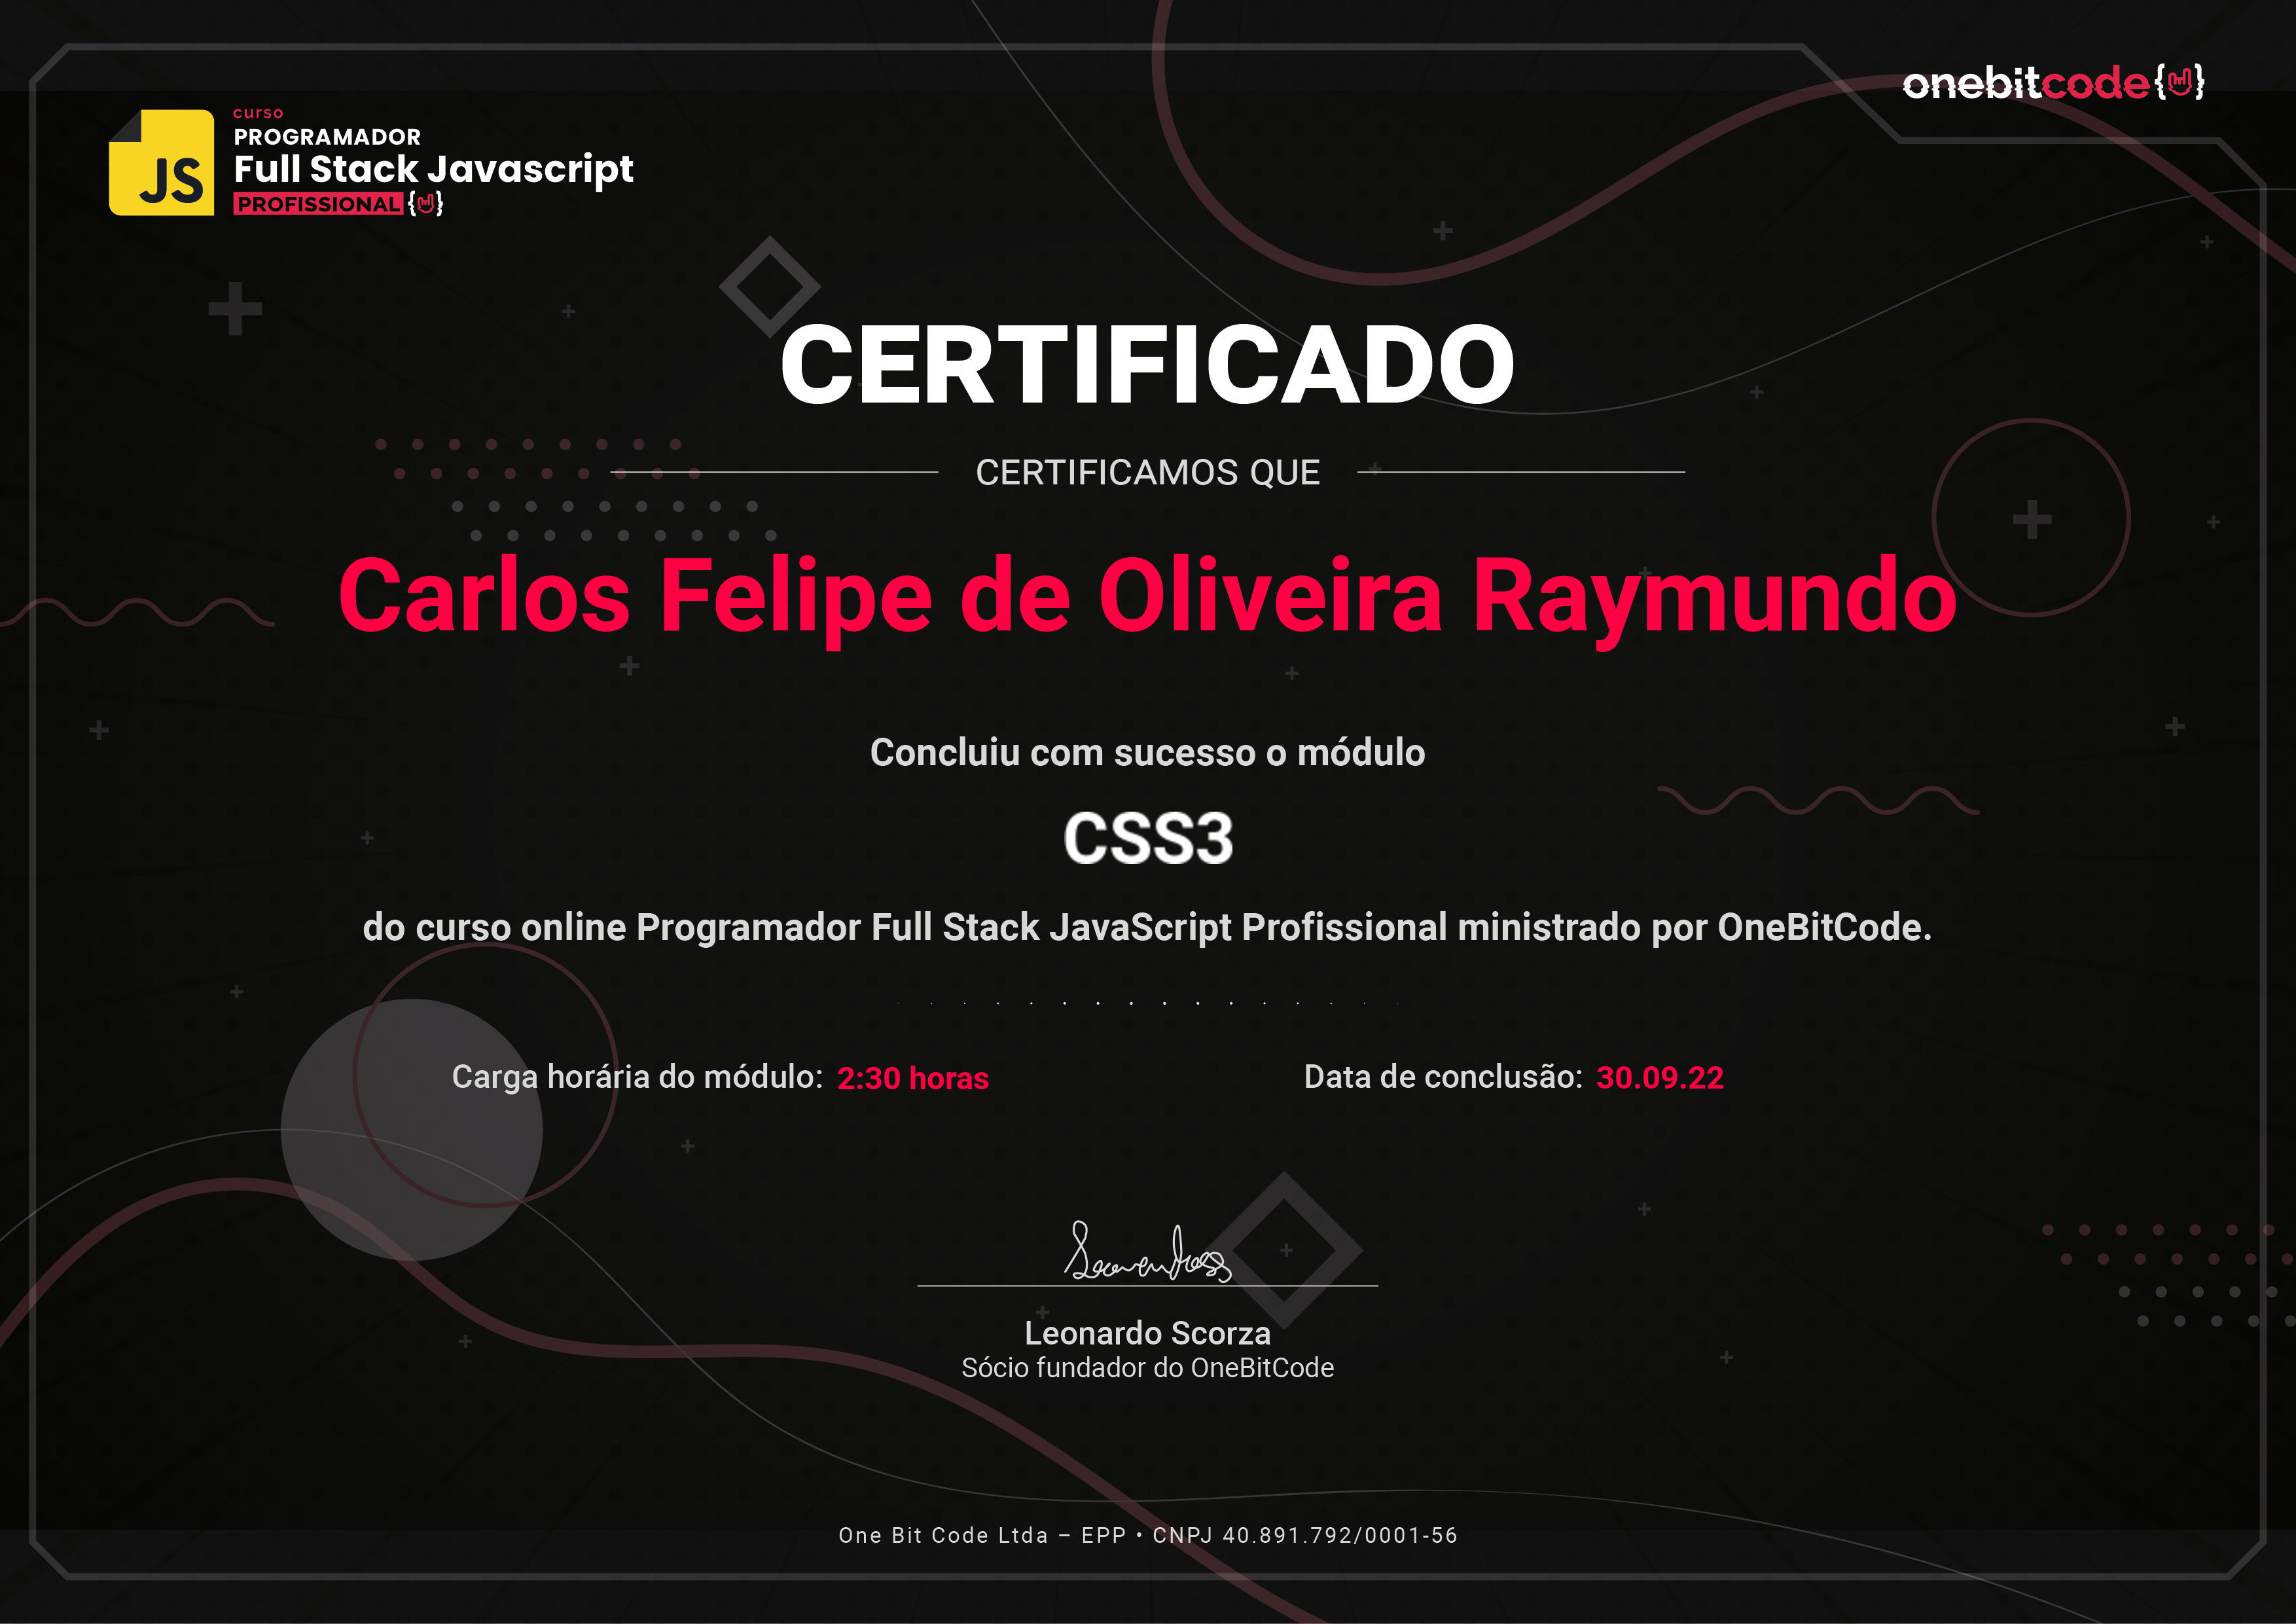 onebitcode{ }
JS
curso
PROGRAMADOR
Full Stack Javascript
PROFISSIONAL { }
CERTIFICADO
CERTIFICAMOS QUE
Carlos Felipe de Oliveira Raymundo
Concluiu com sucesso o módulo
CSS3
do curso online Programador Full Stack JavaScript Profissional ministrado por OneBitCode.
Carga horária do módulo: 2:30 horas
Data de conclusão: 30.09.22
Leonardo Scorza
Sócio fundador do OneBitCode
One Bit Code Ltda – EPP • CNPJ 40.891.792/0001-56